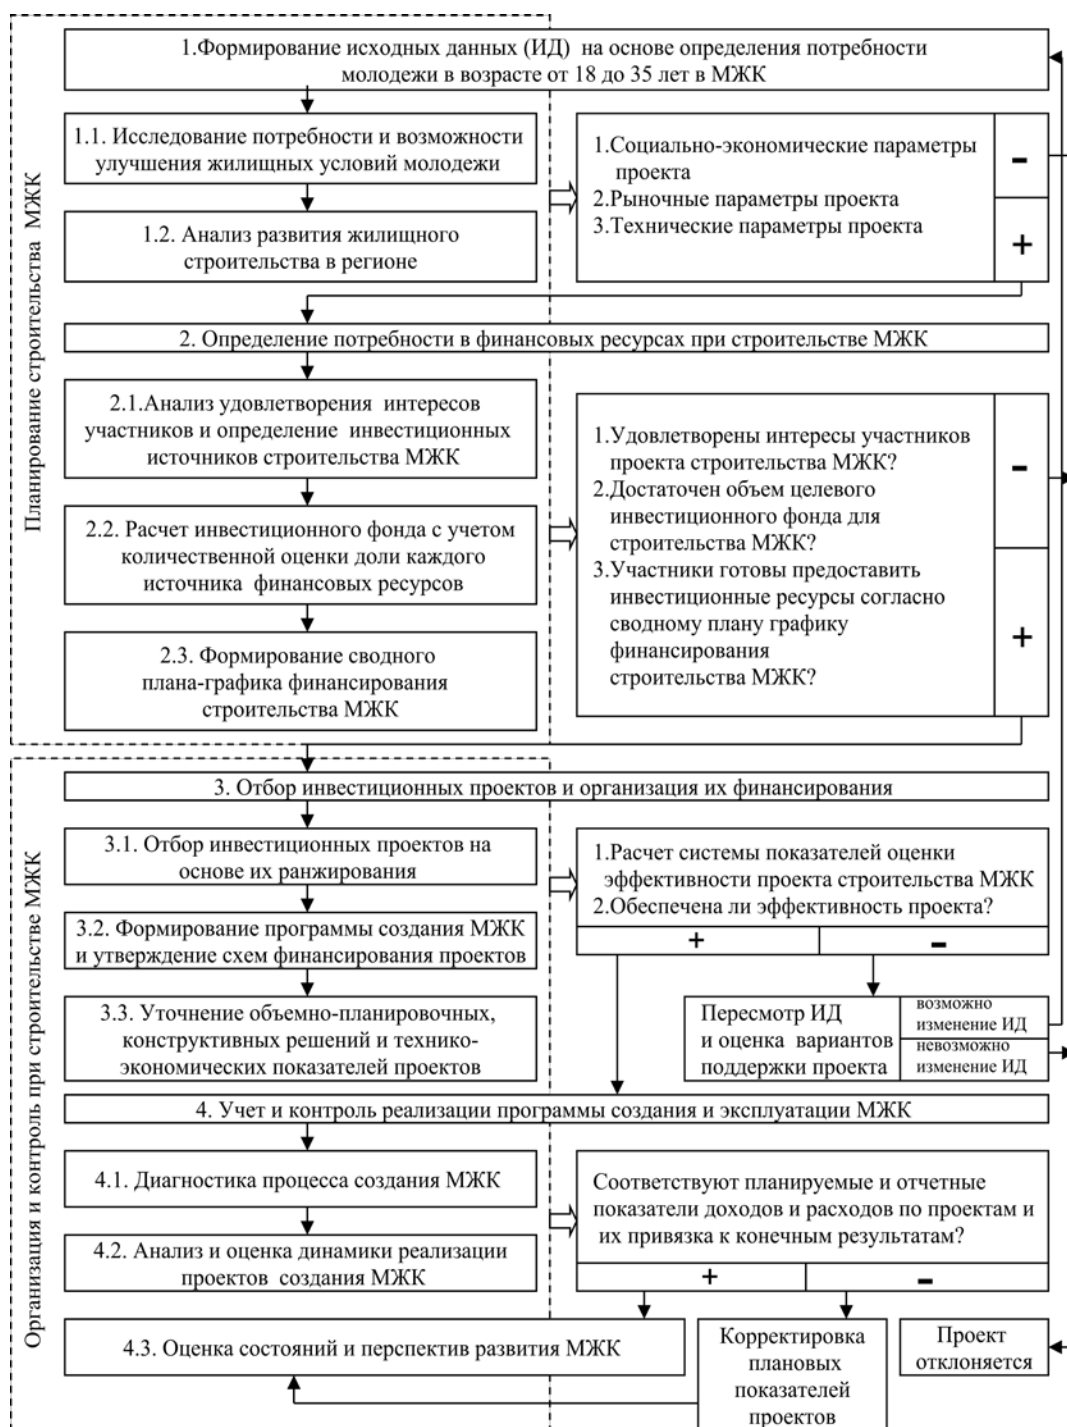 Планирование строительства МЖК
1.Формирование исходных данных (ИД) на основе определения потребности
молодежи в возрасте от 18 до 35 лет в МЖК
1.1. Исследование потребности и возможности
улучшения жилищных условий молодежи
1.2. Анализ развития жилищного
строительства в регионе
1.Социально-экономические параметры
проекта
2.Рыночные параметры проекта
3.Технические параметры проекта
-
+
2. Определение потребности в финансовых ресурсах при строительстве МЖК
2.1.Анализ удовлетворения интересов
участников и определение инвестиционных
источников строительства МЖК
2.2. Расчет инвестиционного фонда с учетом
количественной оценки доли каждого
источника финансовых ресурсов
2.3. Формирование сводного
плана-графика финансирования
строительства МЖК
1.Удовлетворены интересы участников
проекта строительства МЖК?
2.Достаточен объем целевого
инвестиционного фонда для
строительства МЖК?
3.Участники готовы предоставить
инвестиционные ресурсы согласно
сводному плану графику
финансирования
строительства МЖК?
-
+
Организация и контроль при строительстве МЖК
3. Отбор инвестиционных проектов и организация их финансирования
3.1. Отбор инвестиционных проектов на
основе их ранжирования
3.2. Формирование программы создания МЖК
и утверждение схем финансирования проектов
3.3. Уточнение объемно-планировочных,
конструктивных решений и технико-
экономических показателей проектов
1.Расчет системы показателей оценки
эффективности проекта строительства МЖК
2.Обеспечена ли эффективность проекта?
+ -
Пересмотр ИД
и оценка вариантов
поддержки проекта
возможно
изменение ИД
невозможно
изменение ИД
4. Учет и контроль реализации программы создания и эксплуатации МЖК
4.1. Диагностика процесса создания МЖК
4.2. Анализ и оценка динамики реализации
проектов создания МЖК
Соответствуют планируемые и отчетные
показатели доходов и расходов по проектам и
их привязка к конечным результатам?
+ -
4.3. Оценка состояний и перспектив развития МЖК
Корректировка
плановых
показателей
проектов
Проект
отклоняется